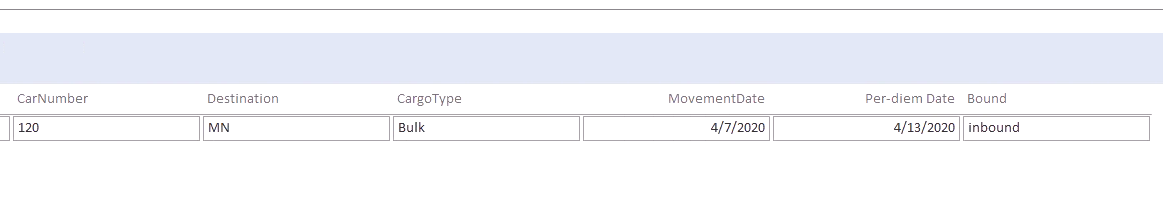 CarNumber Destination CargoType MovementDate Per-diem Date Bound
120 MN Bulk 4/7/2020 4/13/2020 inbound